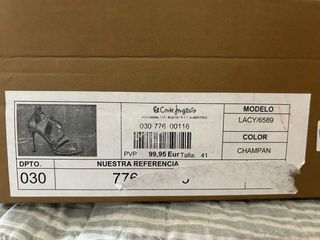 El Corte Inglés
MODELO
LACY/6589
030-776-00116
COLOR
CHAMPAN
PVP 99,95 Eur Talla: 41
DPTO.
NUESTRA REFERENCIA
030
776